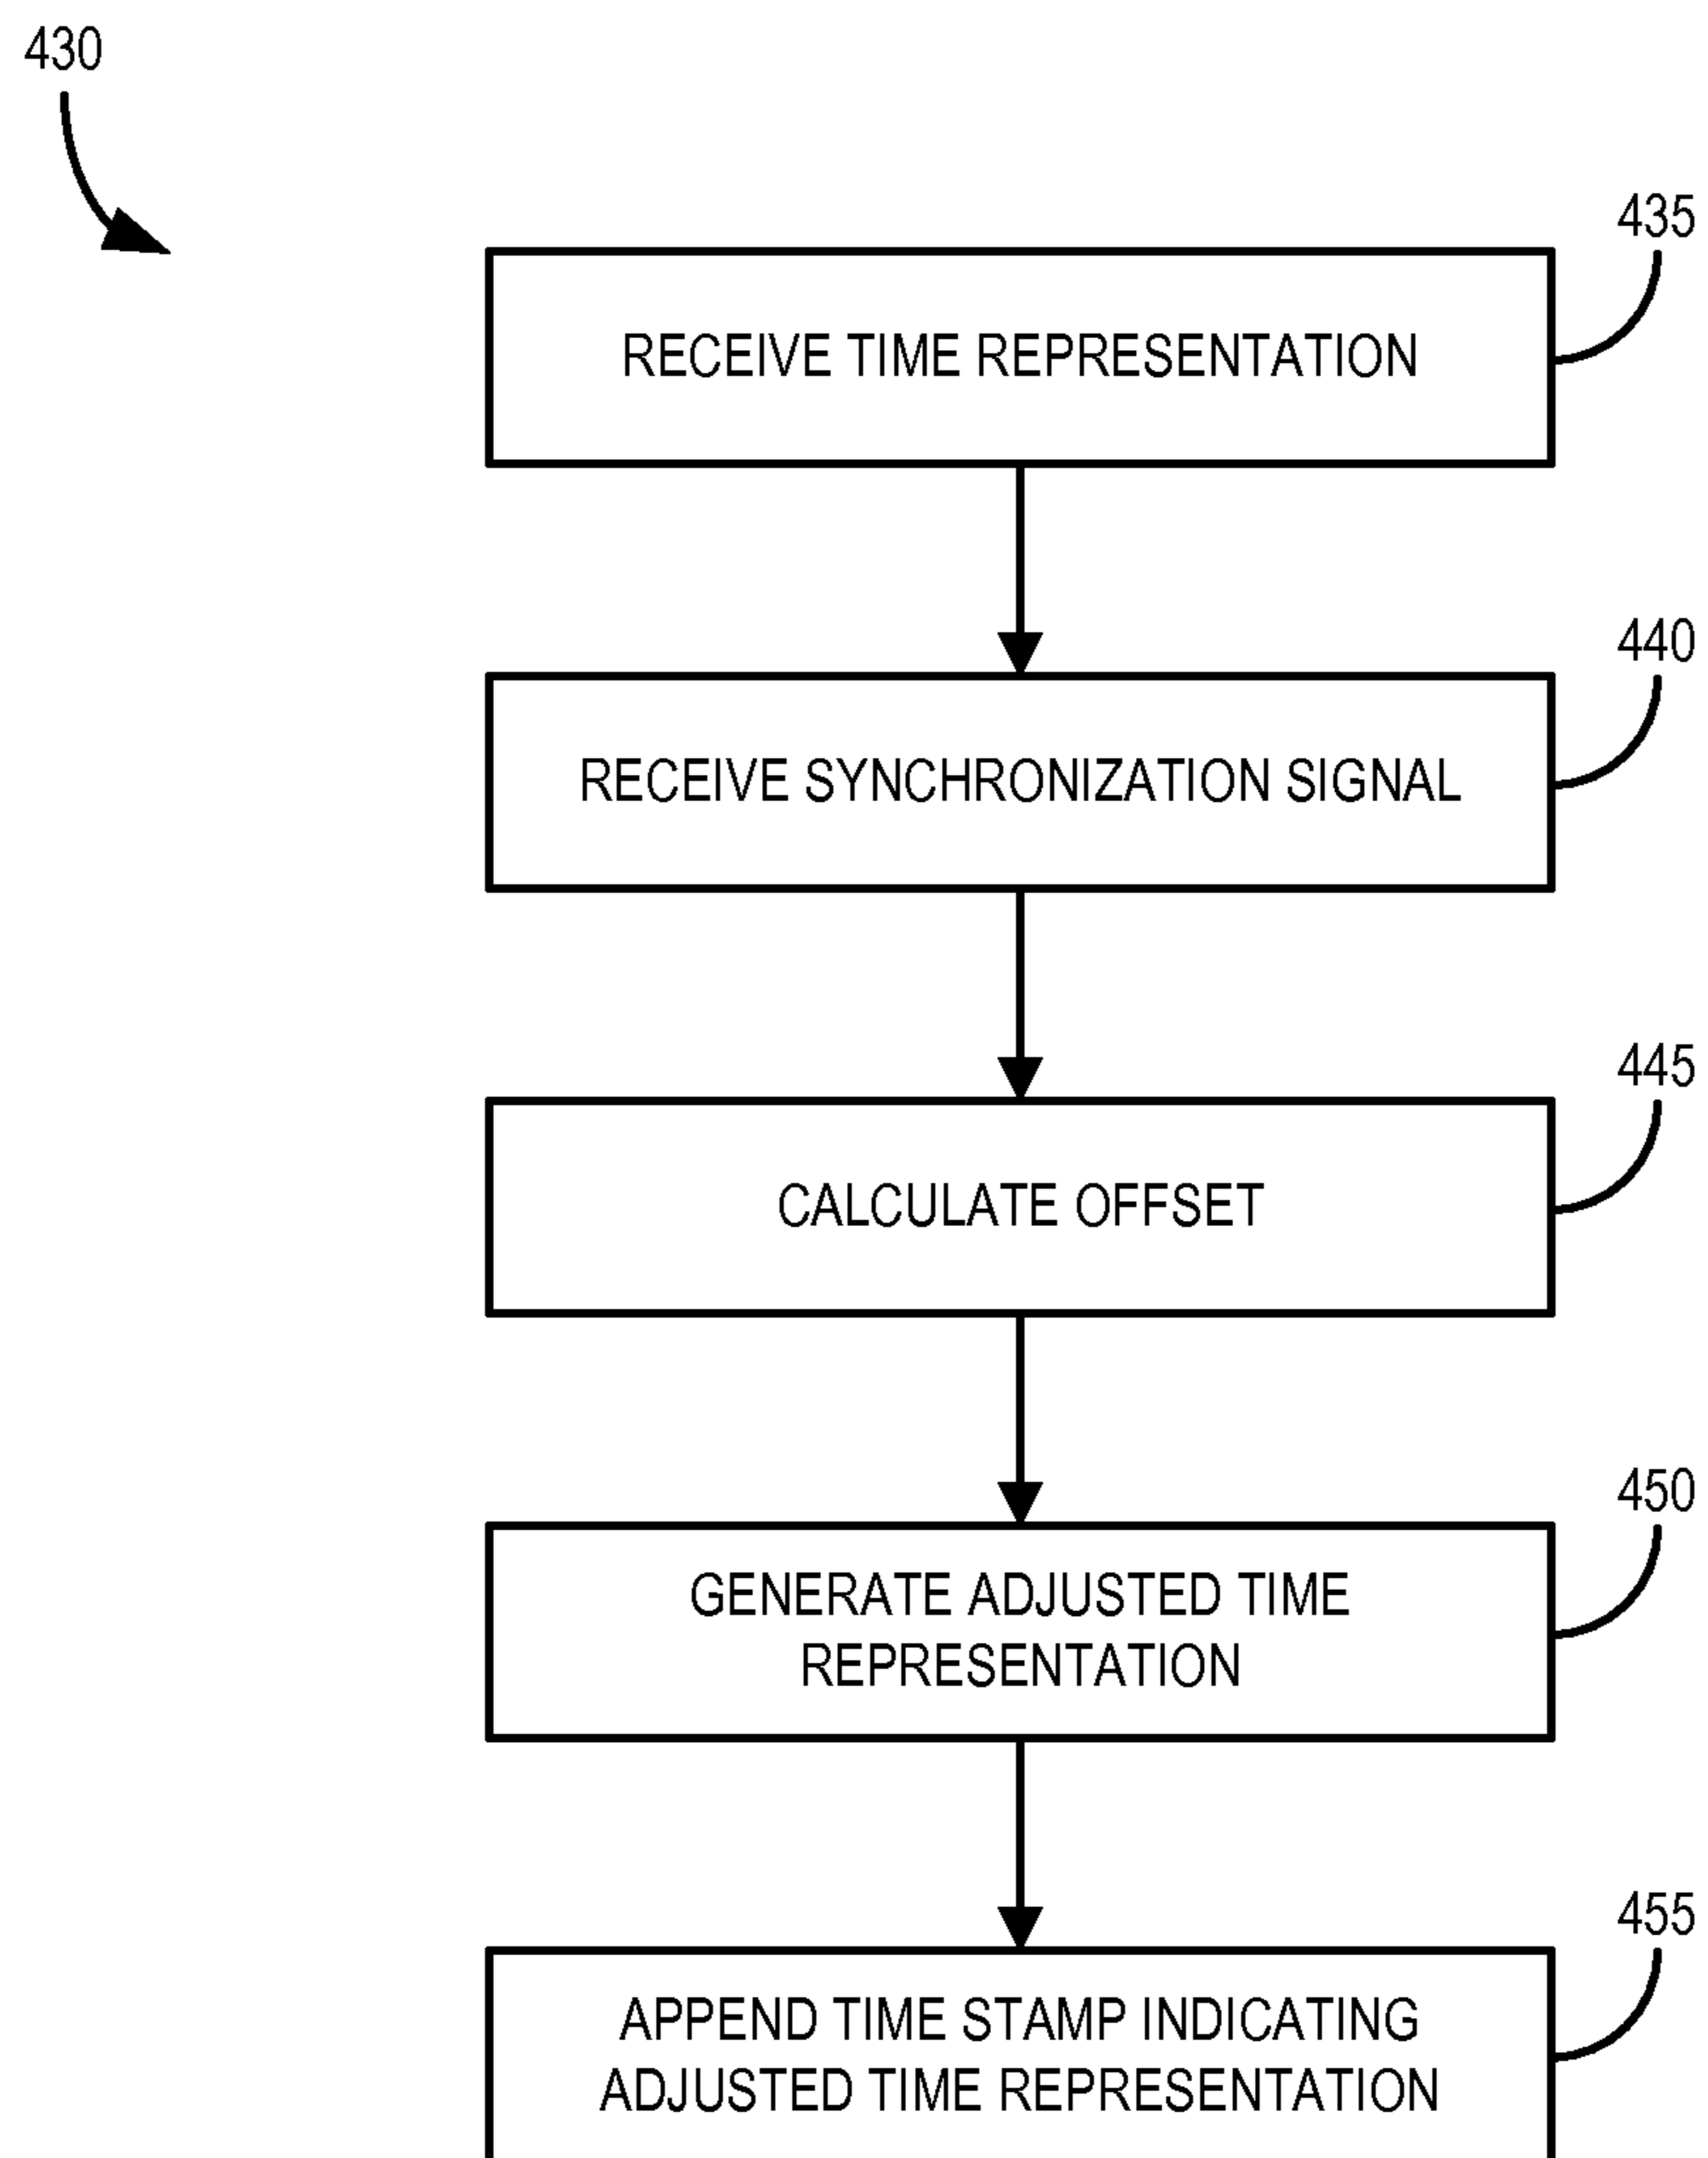 430
435
RECEIVE TIME REPRESENTATION
440
RECEIVE SYNCHRONIZATION SIGNAL
445
CALCULATE OFFSET
450
GENERATE ADJUSTED TIME
REPRESENTATION
455
APPEND TIME STAMP INDICATING
ADJUSTED TIME REPRESENTATION